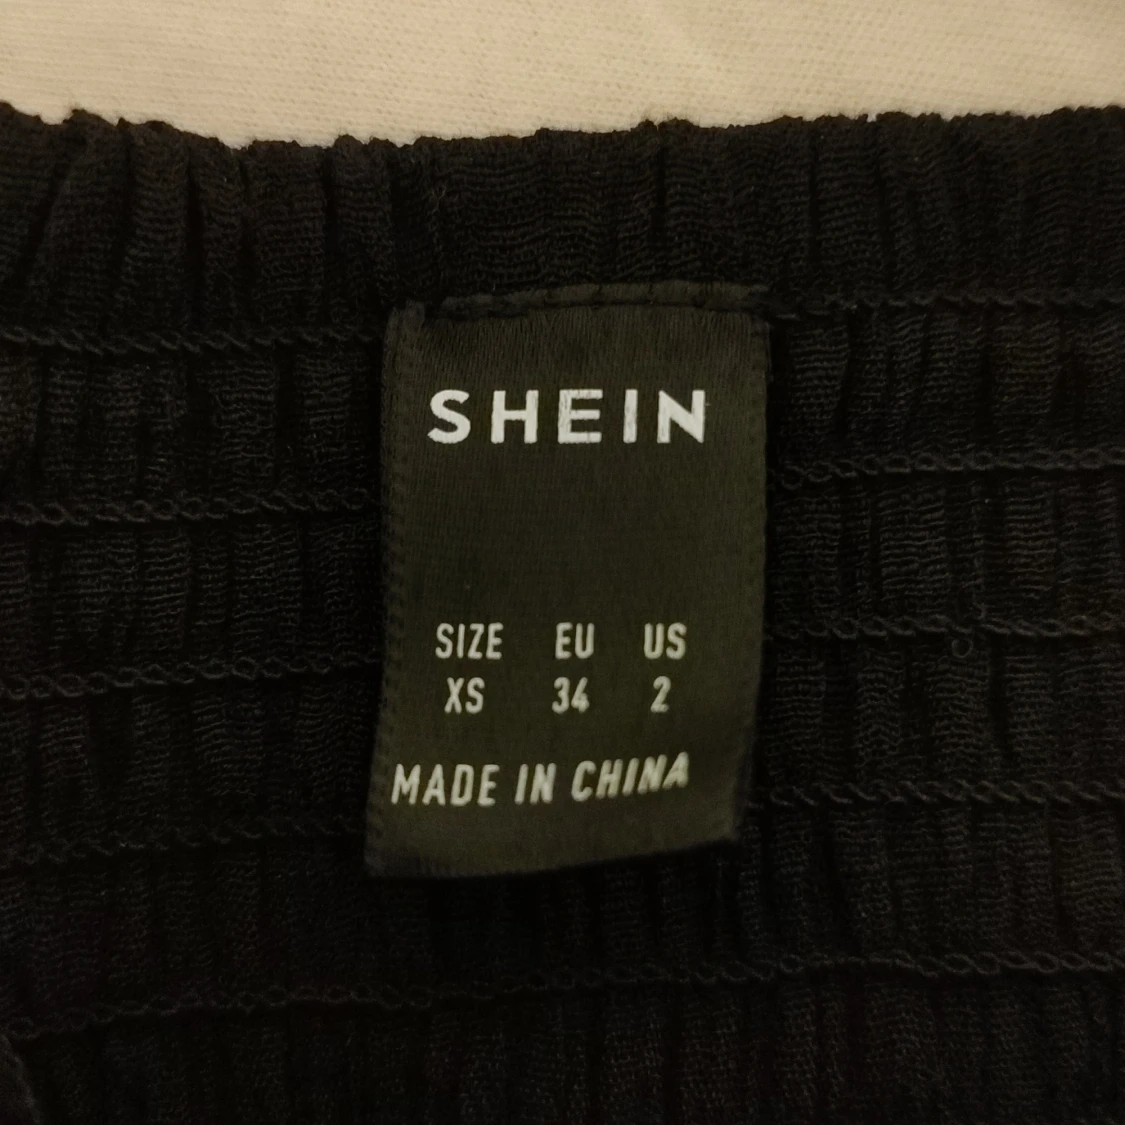 SHEIN
SIZE EU US
XS 34 2
MADE IN CHINA